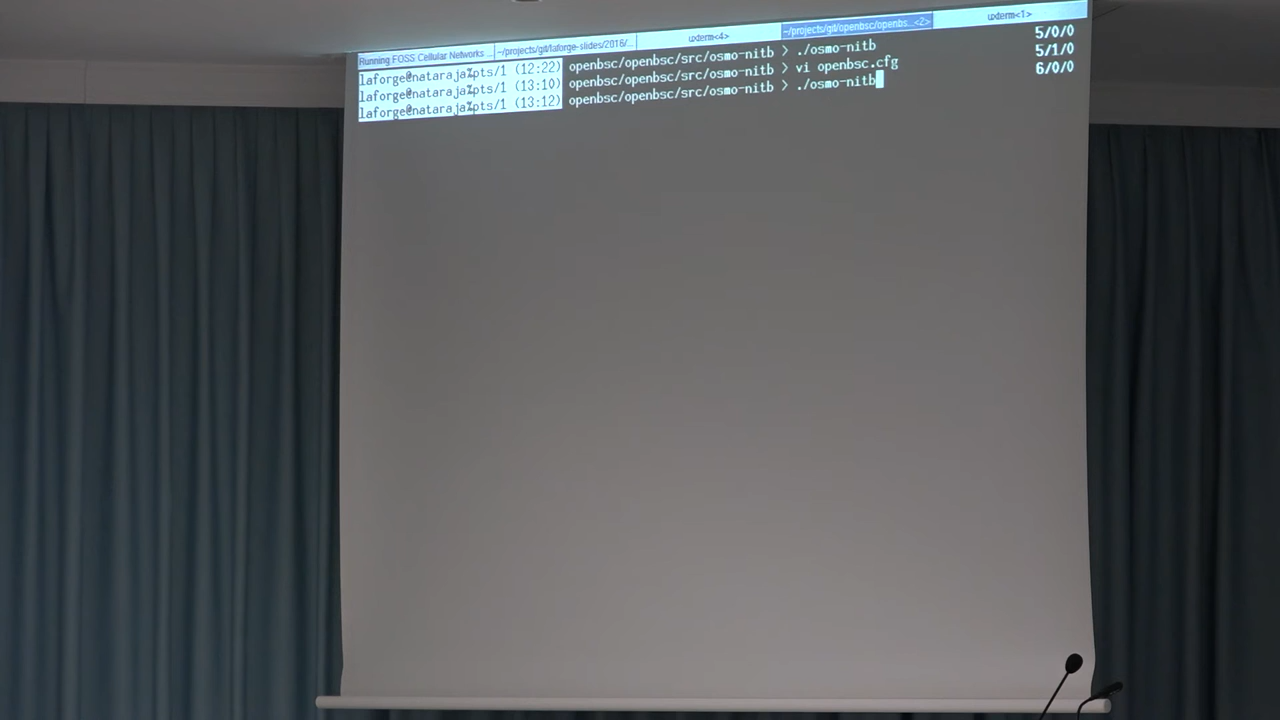 Running FOSS Cellular Networks ... ~/projects/git/laforge-slides/2016/... uxterm<4> ~/projects/git/openbsc/openbs...<2> uxterm<1>
laforge@nataraja%pts/1 (12:22) openbsc/openbsc/src/osmo-nitb > ./osmo-nitb 5/0/0
laforge@nataraja%pts/1 (13:10) openbsc/openbsc/src/osmo-nitb > vi openbsc.cfg 5/1/0
laforge@nataraja%pts/1 (13:12) openbsc/openbsc/src/osmo-nitb > ./osmo-nitb 6/0/0